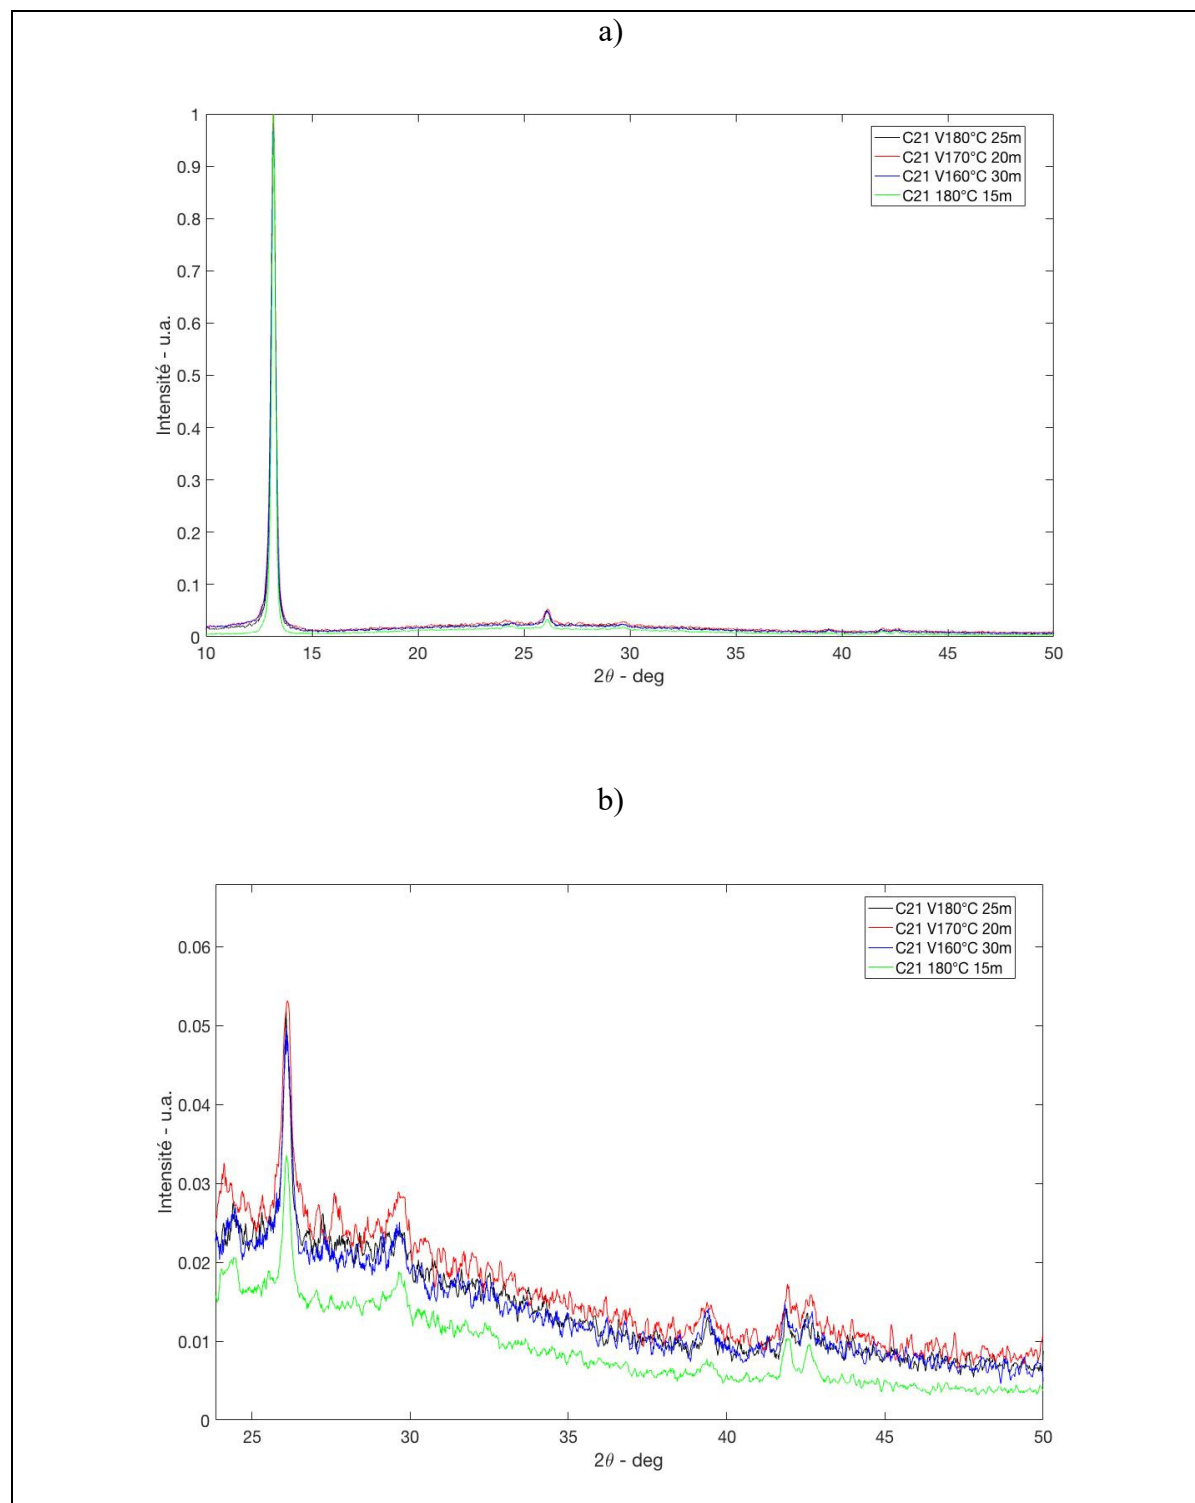 a)
1
0.9
0.8
0.7
0.6
0.5
0.4
0.3
0.2
0.1
0
Intensité - u.a.
C21 V180°C 25m
C21 V170°C 20m
C21 V160°C 30m
C21 180°C 15m
10 15 20 25 30 35 40 45 50
2θ - deg
b)
0.06
0.05
0.04
0.03
0.02
0.01
0
Intensité - u.a.
C21 V180°C 25m
C21 V170°C 20m
C21 V160°C 30m
C21 180°C 15m
25 30 35 40 45 50
2θ - deg